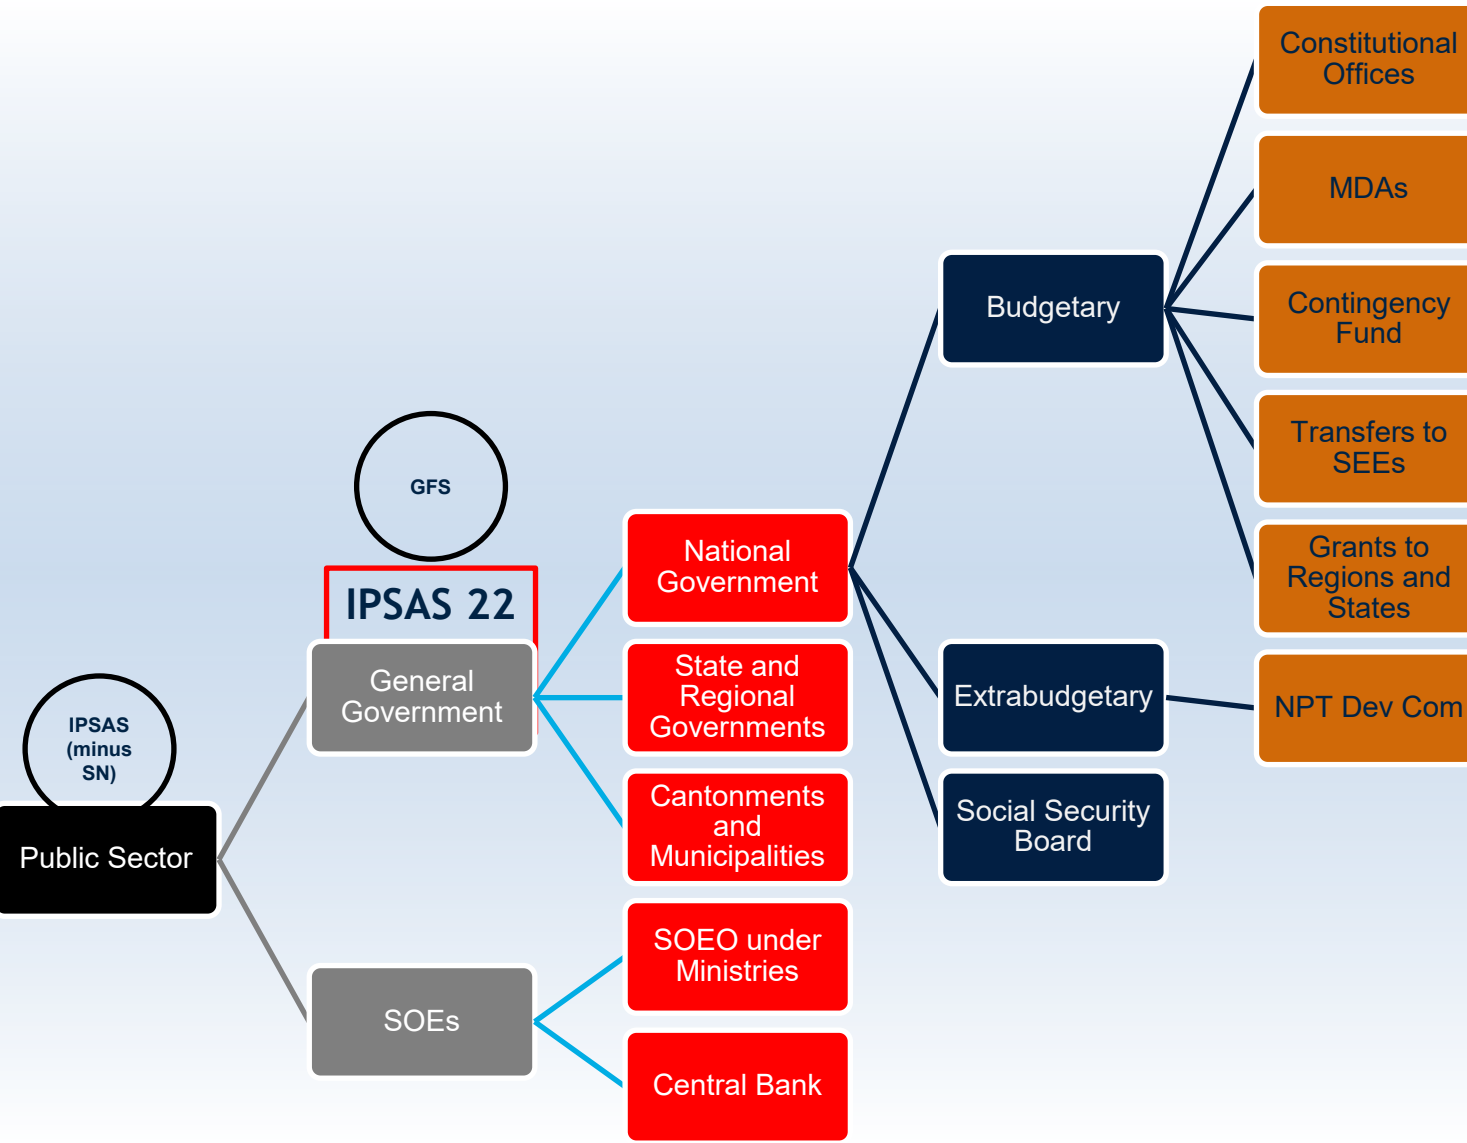 Constitutional
Offices
MDAs
Contingency
Fund
Transfers to
SEEs
Grants to
Regions and
States
NPT Dev Com
Budgetary
Extrabudgetary
Social Security
Board
National
Government
State and
Regional
Governments
Cantonments
and
Municipalities
SOEO under
Ministries
Central Bank
GFS
IPSAS 22
General
Government
SOEs
IPSAS
(minus
SN)
Public Sector